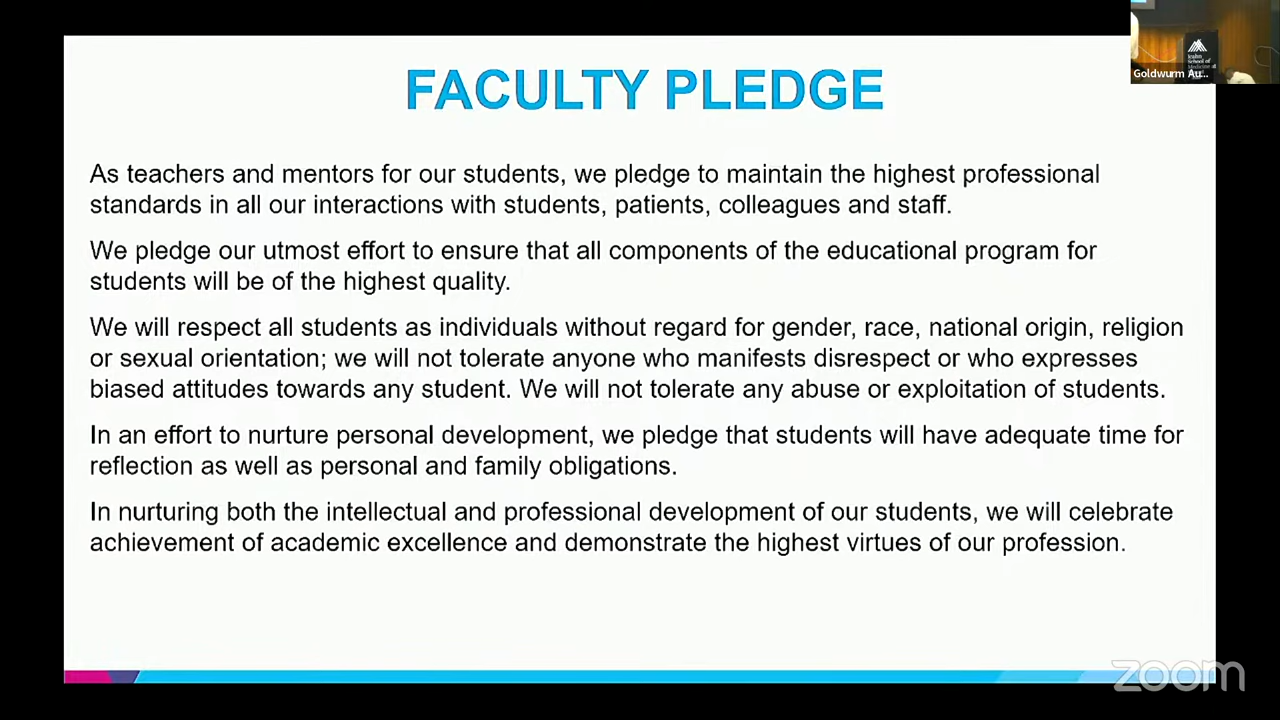 FACULTY PLEDGE
As teachers and mentors for our students, we pledge to maintain the highest professional
standards in all our interactions with students, patients, colleagues and staff.
We pledge our utmost effort to ensure that all components of the educational program for
students will be of the highest quality.
We will respect all students as individuals without regard for gender, race, national origin, religion
or sexual orientation; we will not tolerate anyone who manifests disrespect or who expresses
biased attitudes towards any student. We will not tolerate any abuse or exploitation of students.
In an effort to nurture personal development, we pledge that students will have adequate time for
reflection as well as personal and family obligations.
In nurturing both the intellectual and professional development of our students, we will celebrate
achievement of academic excellence and demonstrate the highest virtues of our profession.
Icahn
School of
Medicine at
Goldwurm Au...
zoom